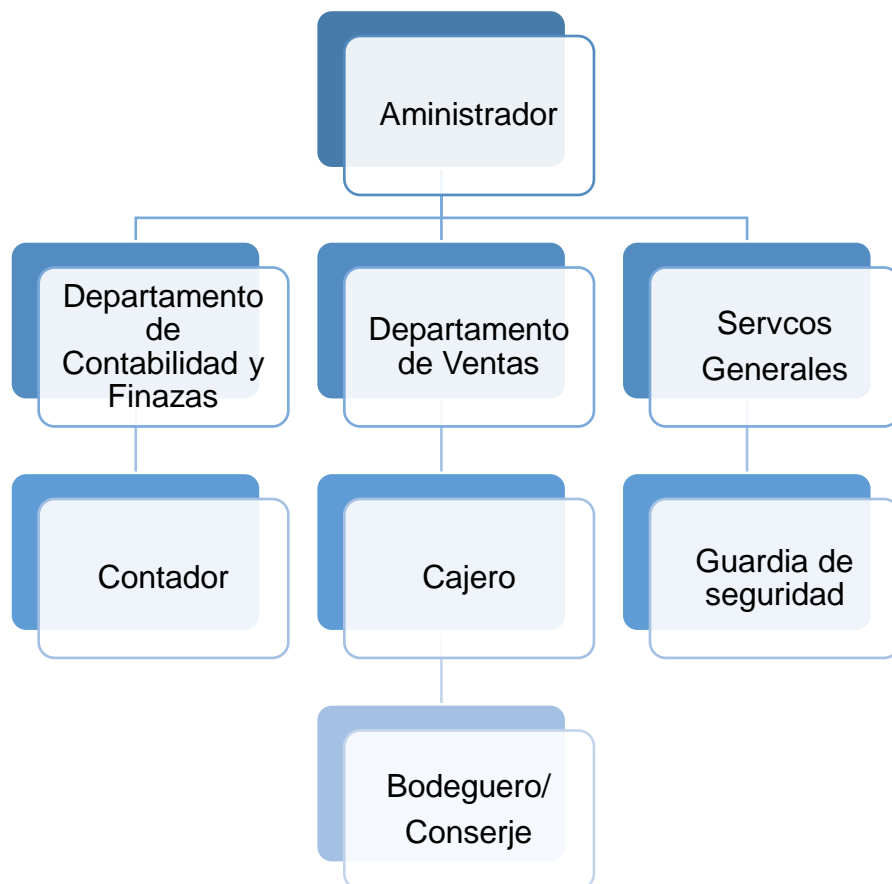 Aministrador
Departamento
de
Contabilidad y
Finazas
Departamento
de Ventas
Servcos
Generales
Contador
Cajero
Guardia de
seguridad
Bodeguero/
Conserje